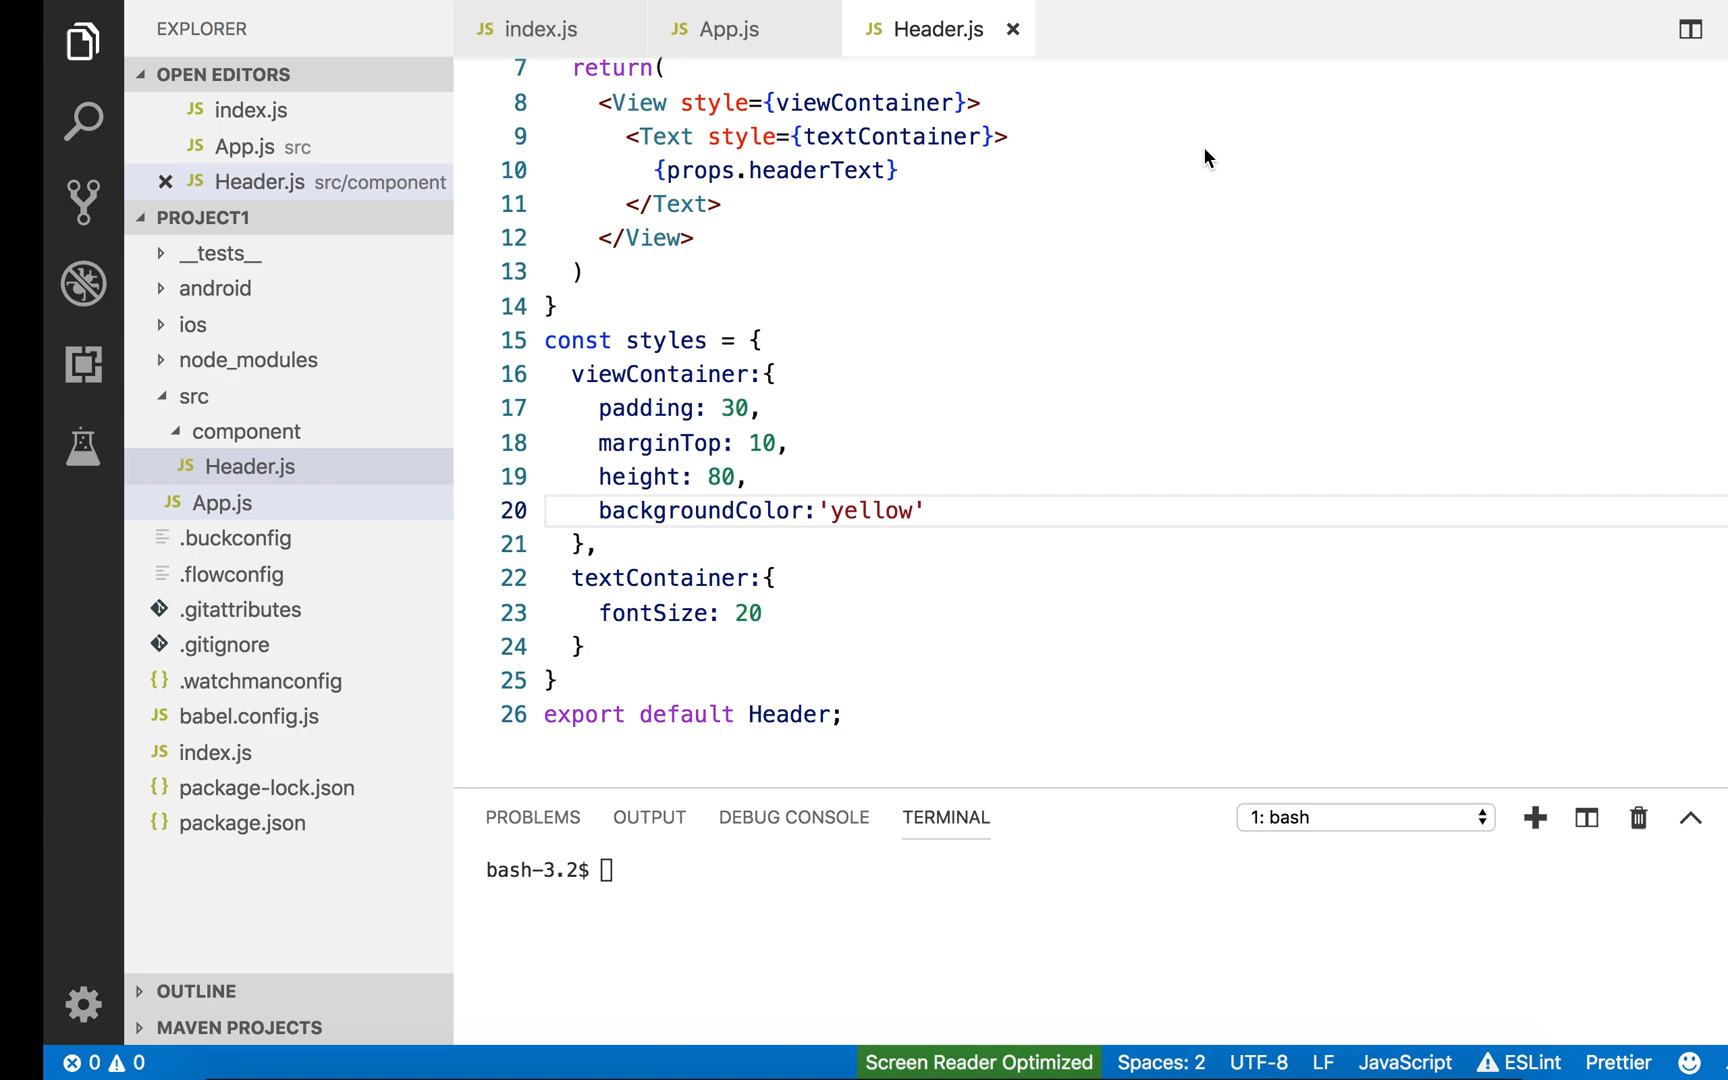 EXPLORER
OPEN EDITORS
JS index.js
JS App.js src
JS Header.js src/component
PROJECT1
__tests__
android
ios
node_modules
src
component
JS Header.js
JS App.js
.buckconfig
.flowconfig
.gitattributes
.gitignore
{} .watchmanconfig
JS babel.config.js
JS index.js
{} package-lock.json
{} package.json
OUTLINE
MAVEN PROJECTS
JS index.js
JS App.js
JS Header.js
7 return(
8 <View style={viewContainer}>
9 <Text style={textContainer}>
10 {props.headerText}
11 </Text>
12 </View>
13 )
14 }
15 const styles = {
16 viewContainer:{
17 padding: 30,
18 marginTop: 10,
19 height: 80,
20 backgroundColor:'yellow'
21 },
22 textContainer:{
23 fontSize: 20
24 }
25 }
26 export default Header;
PROBLEMS OUTPUT DEBUG CONSOLE TERMINAL 1: bash
bash-3.2$
0 0 Screen Reader Optimized Spaces: 2 UTF-8 LF JavaScript ESLint Prettier